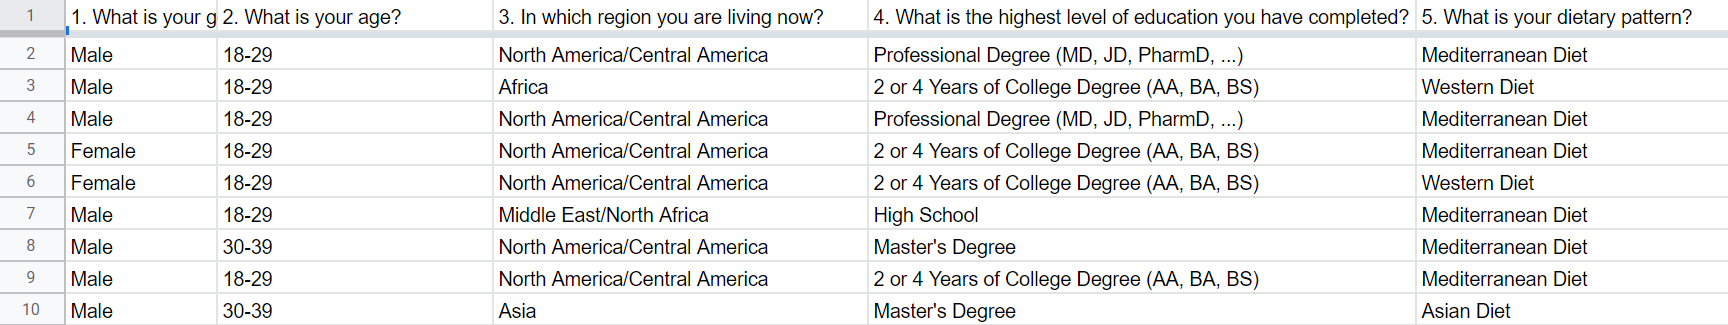 1 1. What is your g 2. What is your age? 3. In which region you are living now? 4. What is the highest level of education you have completed? 5. What is your dietary pattern?
2 Male 18-29 North America/Central America Professional Degree (MD, JD, PharmD, ...) Mediterranean Diet
3 Male 18-29 Africa 2 or 4 Years of College Degree (AA, BA, BS) Western Diet
4 Male 18-29 North America/Central America Professional Degree (MD, JD, PharmD, ...) Mediterranean Diet
5 Female 18-29 North America/Central America 2 or 4 Years of College Degree (AA, BA, BS) Mediterranean Diet
6 Female 18-29 North America/Central America 2 or 4 Years of College Degree (AA, BA, BS) Western Diet
7 Male 18-29 Middle East/North Africa High School Mediterranean Diet
8 Male 30-39 North America/Central America Master's Degree Mediterranean Diet
9 Male 18-29 North America/Central America 2 or 4 Years of College Degree (AA, BA, BS) Mediterranean Diet
10 Male 30-39 Asia Master's Degree Asian Diet